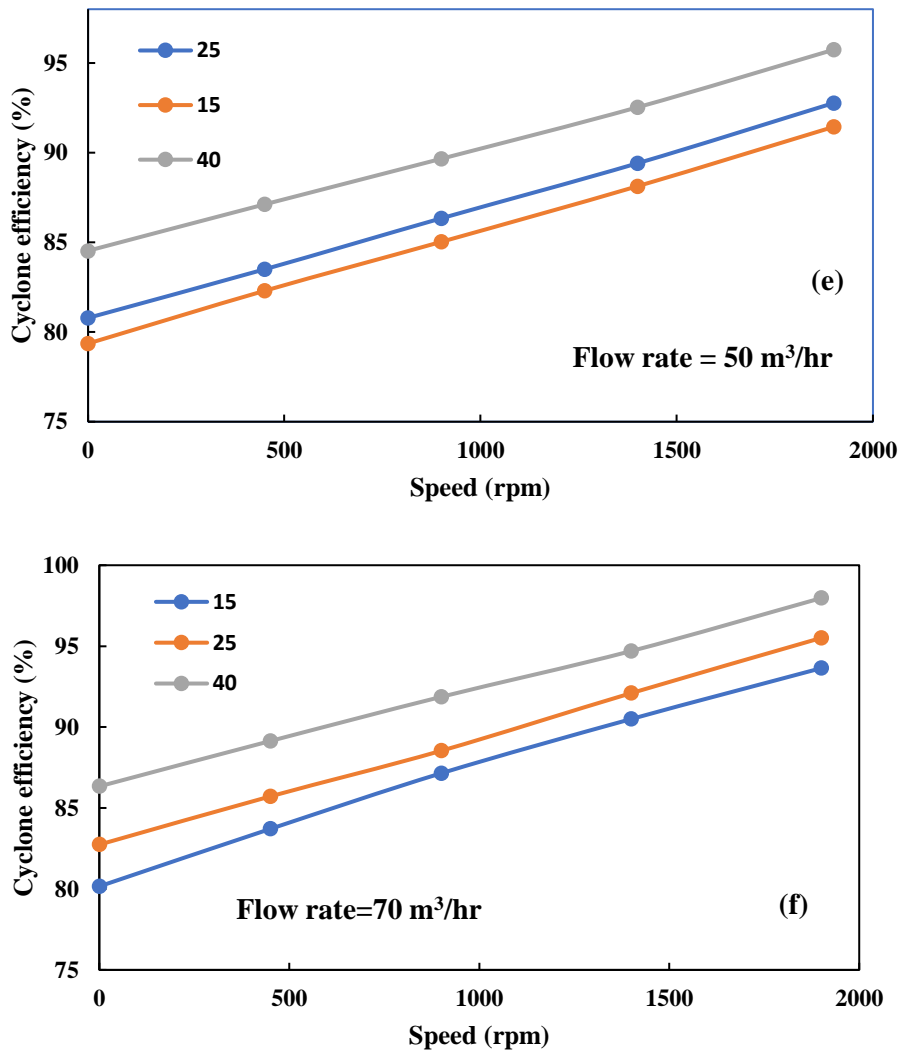 95
90
85
80
75
Cyclone efficiency (%)
25
15
40
(e)
Flow rate = 50 m³/hr
0 500 1000 1500 2000
Speed (rpm)
100
95
90
85
80
75
Cyclone efficiency (%)
15
25
40
Flow rate=70 m³/hr
(f)
0 500 1000 1500 2000
Speed (rpm)